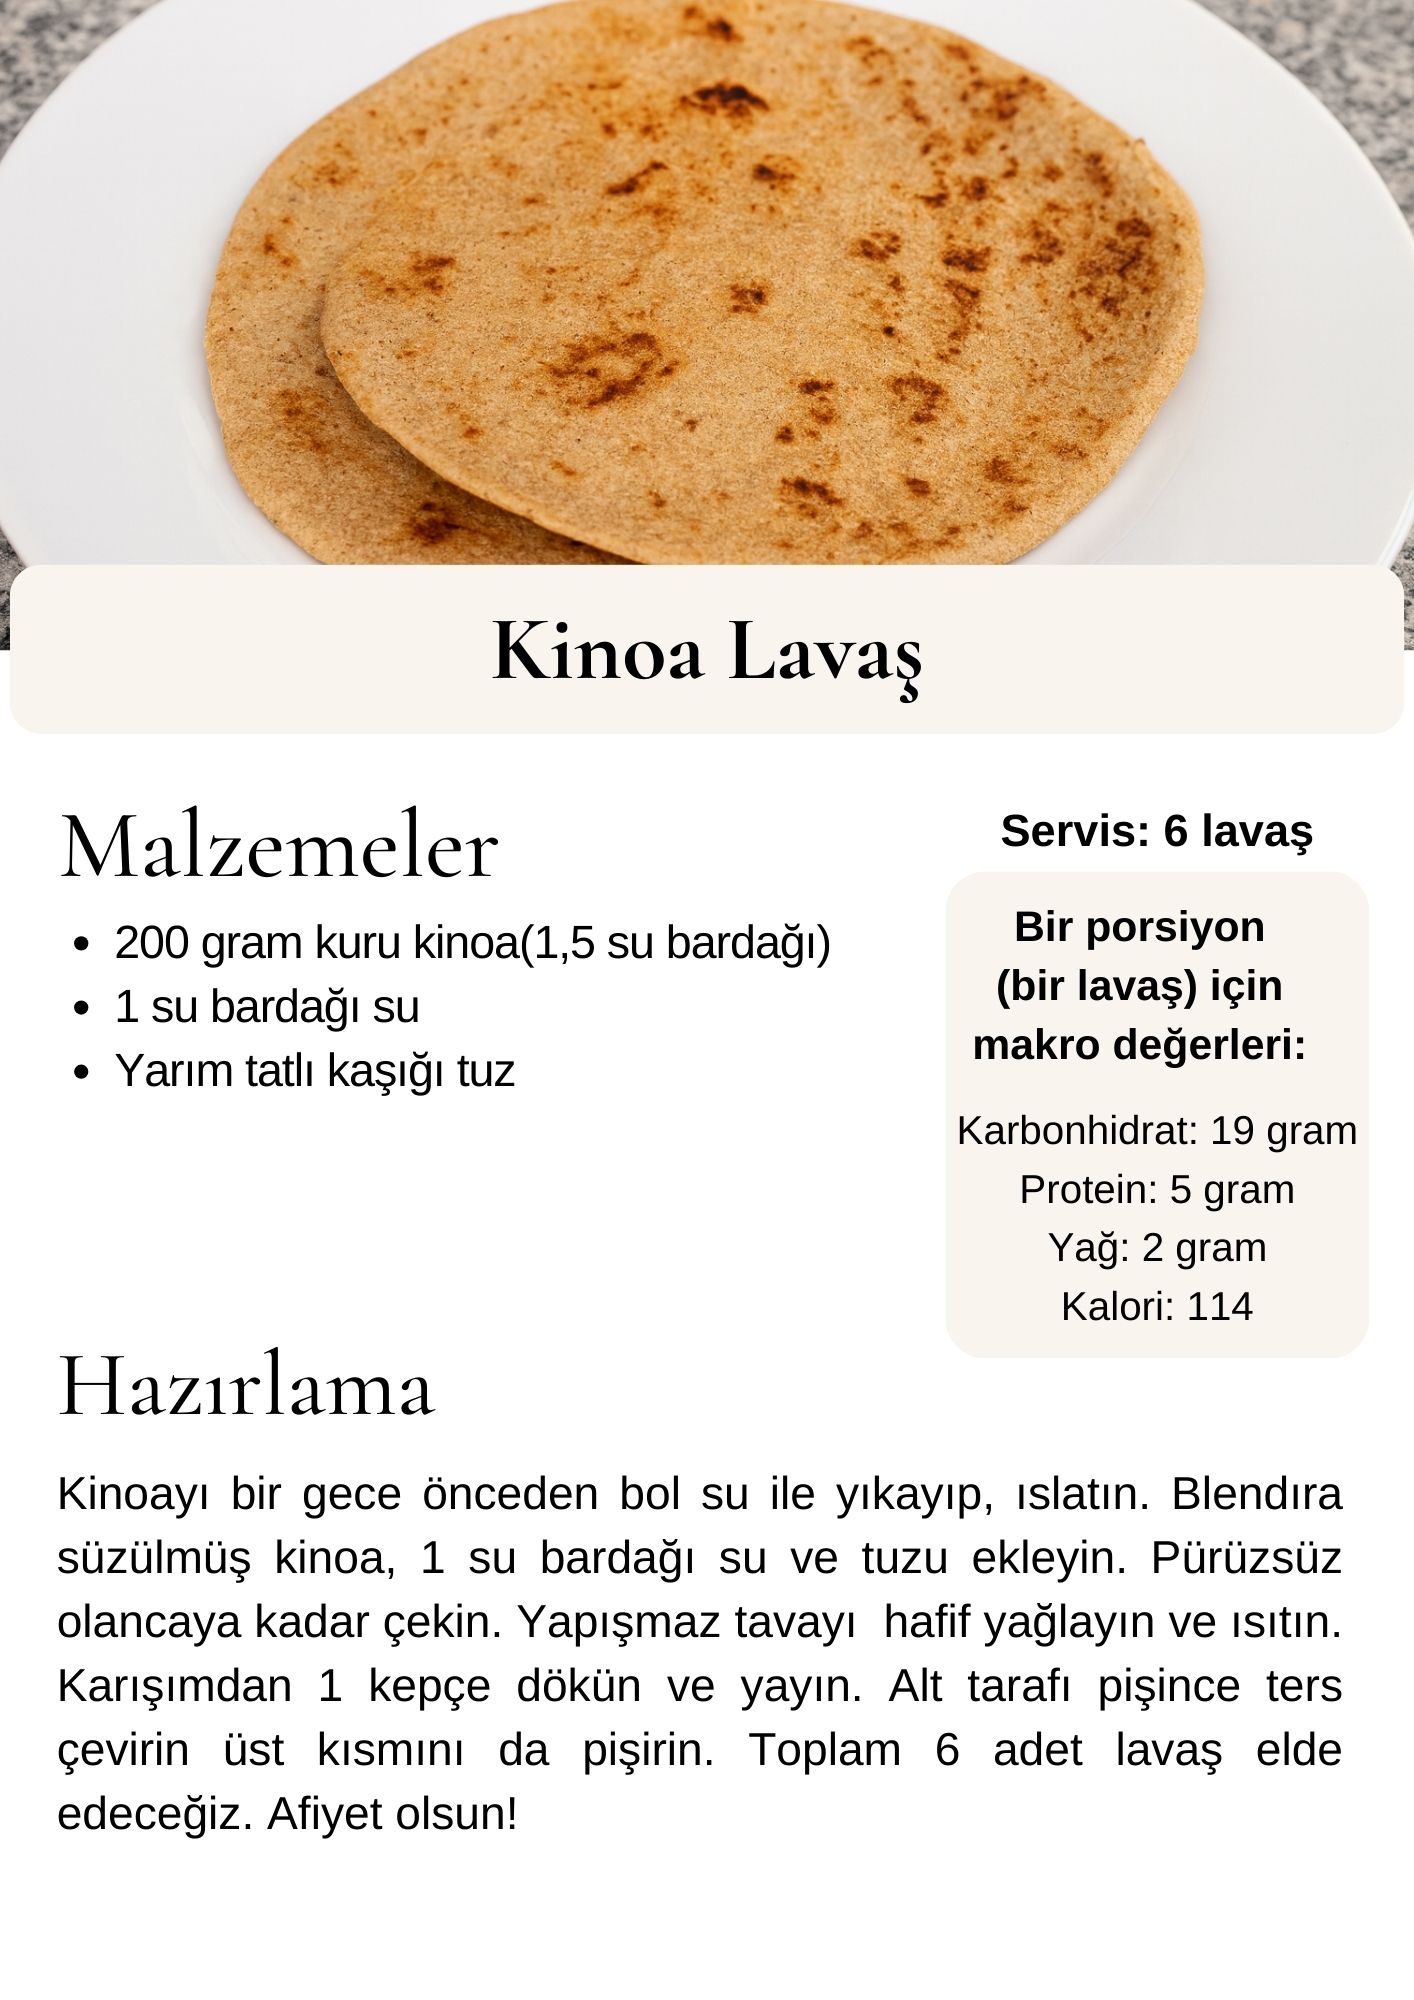 Kinoa Lavaş
Malzemeler
200 gram kuru kinoa(1,5 su bardağı)
1 su bardağı su
Yarım tatlı kaşığı tuz
Servis: 6 lavaş
Bir porsiyon
(bir lavaş) için
makro değerleri:
Karbonhidrat: 19 gram
Protein: 5 gram
Yağ: 2 gram
Kalori: 114
Hazırlama
Kinoayı bir gece önceden bol su ile yıkayıp, ıslatın. Blendıra
süzülmüş kinoa, 1 su bardağı su ve tuzu ekleyin. Pürüzsüz
olancaya kadar çekin. Yapışmaz tavayı  hafif yağlayın ve ısıtın.
Karışımdan 1 kepçe dökün ve yayın. Alt tarafı pişince ters
çevirin üst kısmını da pişirin. Toplam 6 adet lavaş elde
edeceğiz. Afiyet olsun!